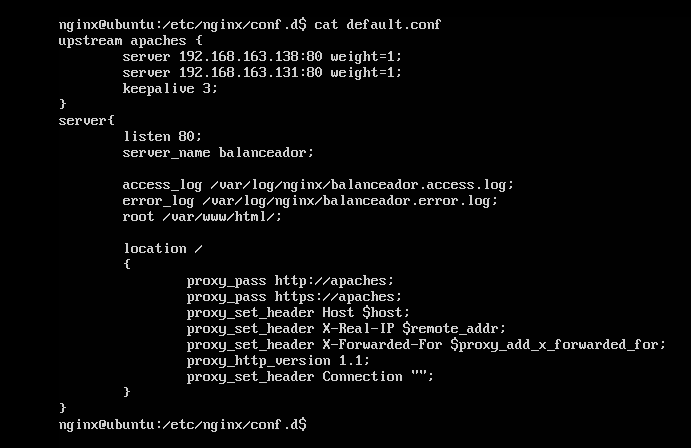 nginx@ubuntu:/etc/nginx/conf.d$ cat default.conf
upstream apaches {
        server 192.168.163.138:80 weight=1;
        server 192.168.163.131:80 weight=1;
        keepalive 3;
}
server{
        listen 80;
        server_name balanceador;

        access_log /var/log/nginx/balanceador.access.log;
        error_log /var/log/nginx/balanceador.error.log;
        root /var/www/html/;

        location /
        {
                proxy_pass http://apaches;
                proxy_pass https://apaches;
                proxy_set_header Host $host;
                proxy_set_header X-Real-IP $remote_addr;
                proxy_set_header X-Forwarded-For $proxy_add_x_forwarded_for;
                proxy_http_version 1.1;
                proxy_set_header Connection "";
        }
}
nginx@ubuntu:/etc/nginx/conf.d$